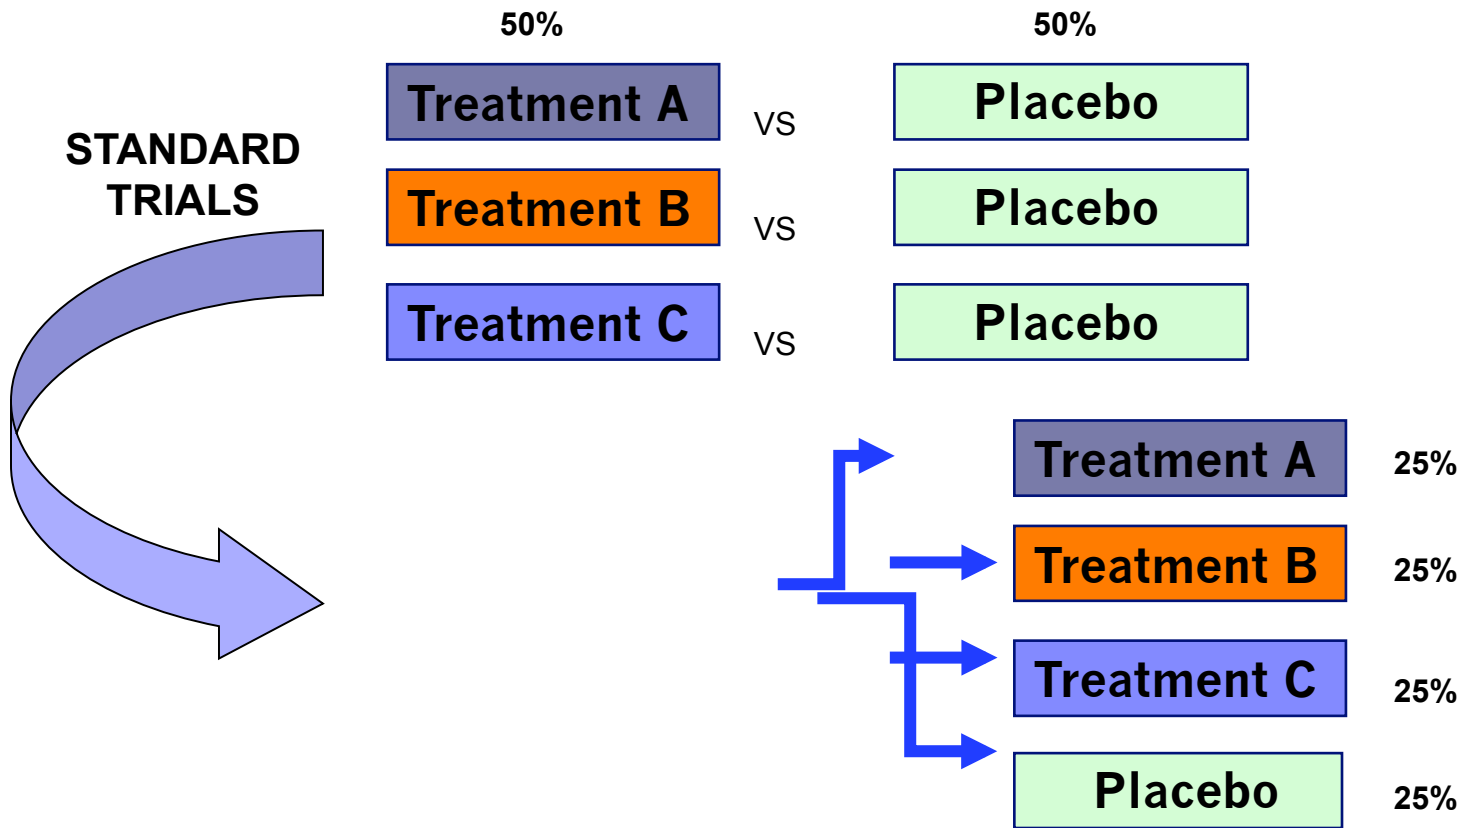 50% 50%
Treatment A VS Placebo
STANDARD
TRIALS
Treatment B VS Placebo
Treatment C VS Placebo
Treatment A 25%
Treatment B 25%
Treatment C 25%
Placebo 25%